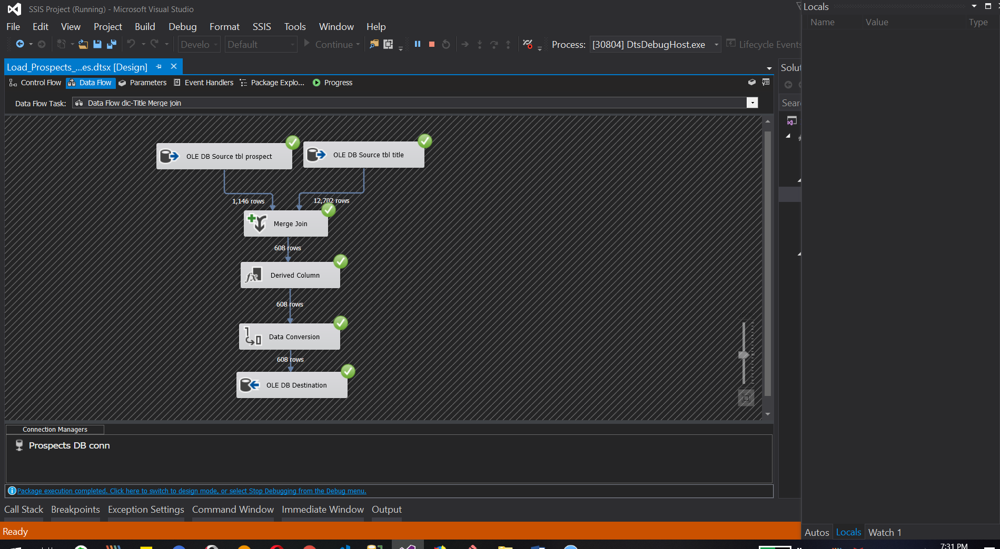 SSIS Project (Running) - Microsoft Visual Studio
File Edit View Project Build Debug Format SSIS Tools Window Help
Develo Default Continue Process: [30804] DtsDebugHost.exe Lifecycle Events
Load_Prospects_...es.dtsx [Design]
Control Flow Data Flow Parameters Event Handlers Package Explo... Progress
Data Flow Task: Data Flow dic-Title Merge join
OLE DB Source tbl prospect
OLE DB Source tbl title
1,146 rows
12,702 rows
Merge Join
608 rows
Derived Column
608 rows
Data Conversion
608 rows
OLE DB Destination
Connection Managers
Prospects DB conn
Package execution completed. Click here to switch to design mode, or select Stop Debugging from the Debug menu.
Call Stack Breakpoints Exception Settings Command Window Immediate Window Output
Ready
Solut
Sear
Locals
Name Value Type
Autos Locals Watch 1
7:31 PM